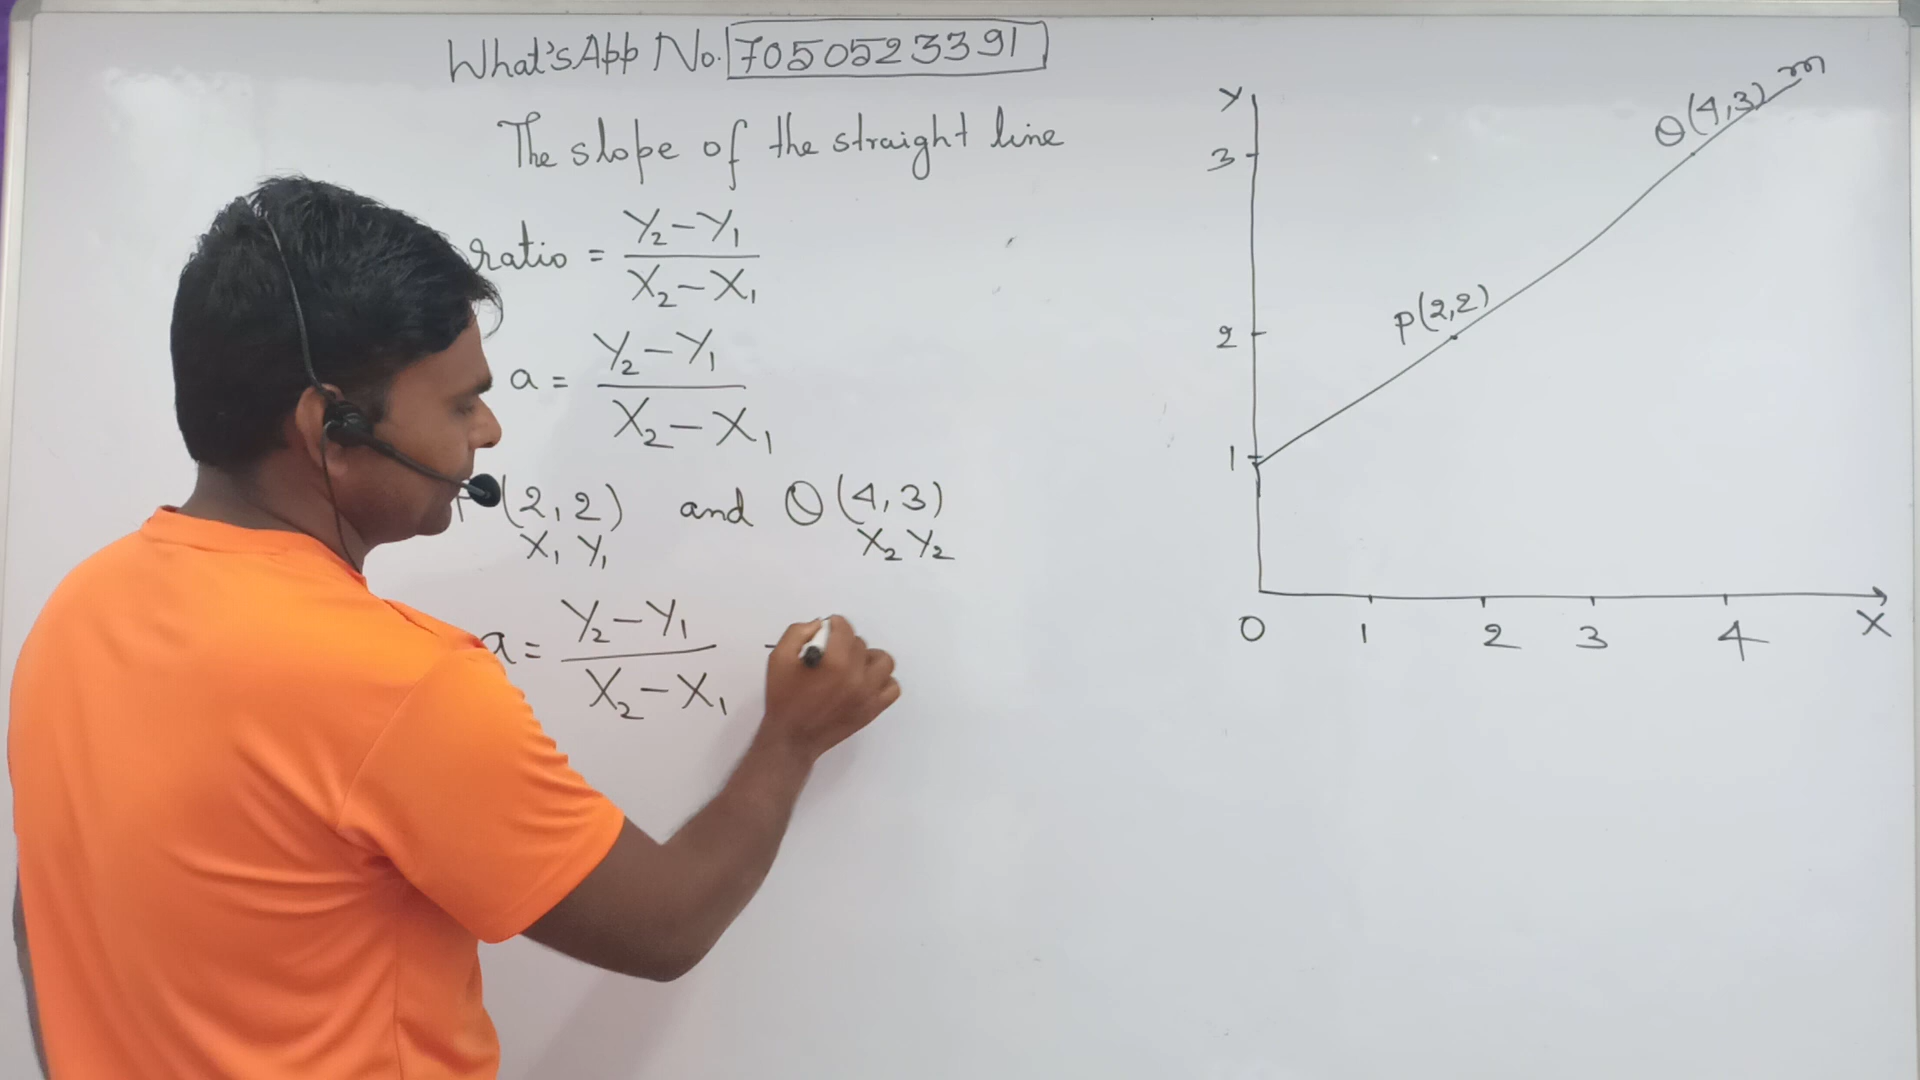 What's App No. 7050523391
The slope of the straight line
ratio = Y₂-Y₁ / X₂-X₁
a = Y₂-Y₁ / X₂-X₁
P(2,2) and Q(4,3)
X₁ Y₁ X₂ Y₂
a = Y₂-Y₁ / X₂-X₁
Y
m
Q(4,3)
3
P(2,2)
2
1
0 1 2 3 4 X